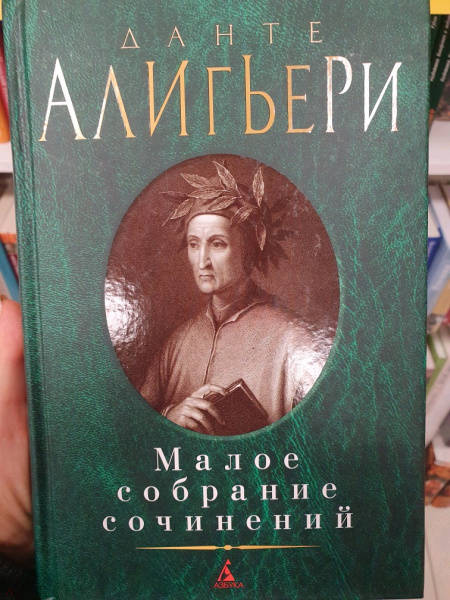 ДАНТЕ
АЛИГЬЕРИ
Малое
собрание
сочинений
АЗБУКА